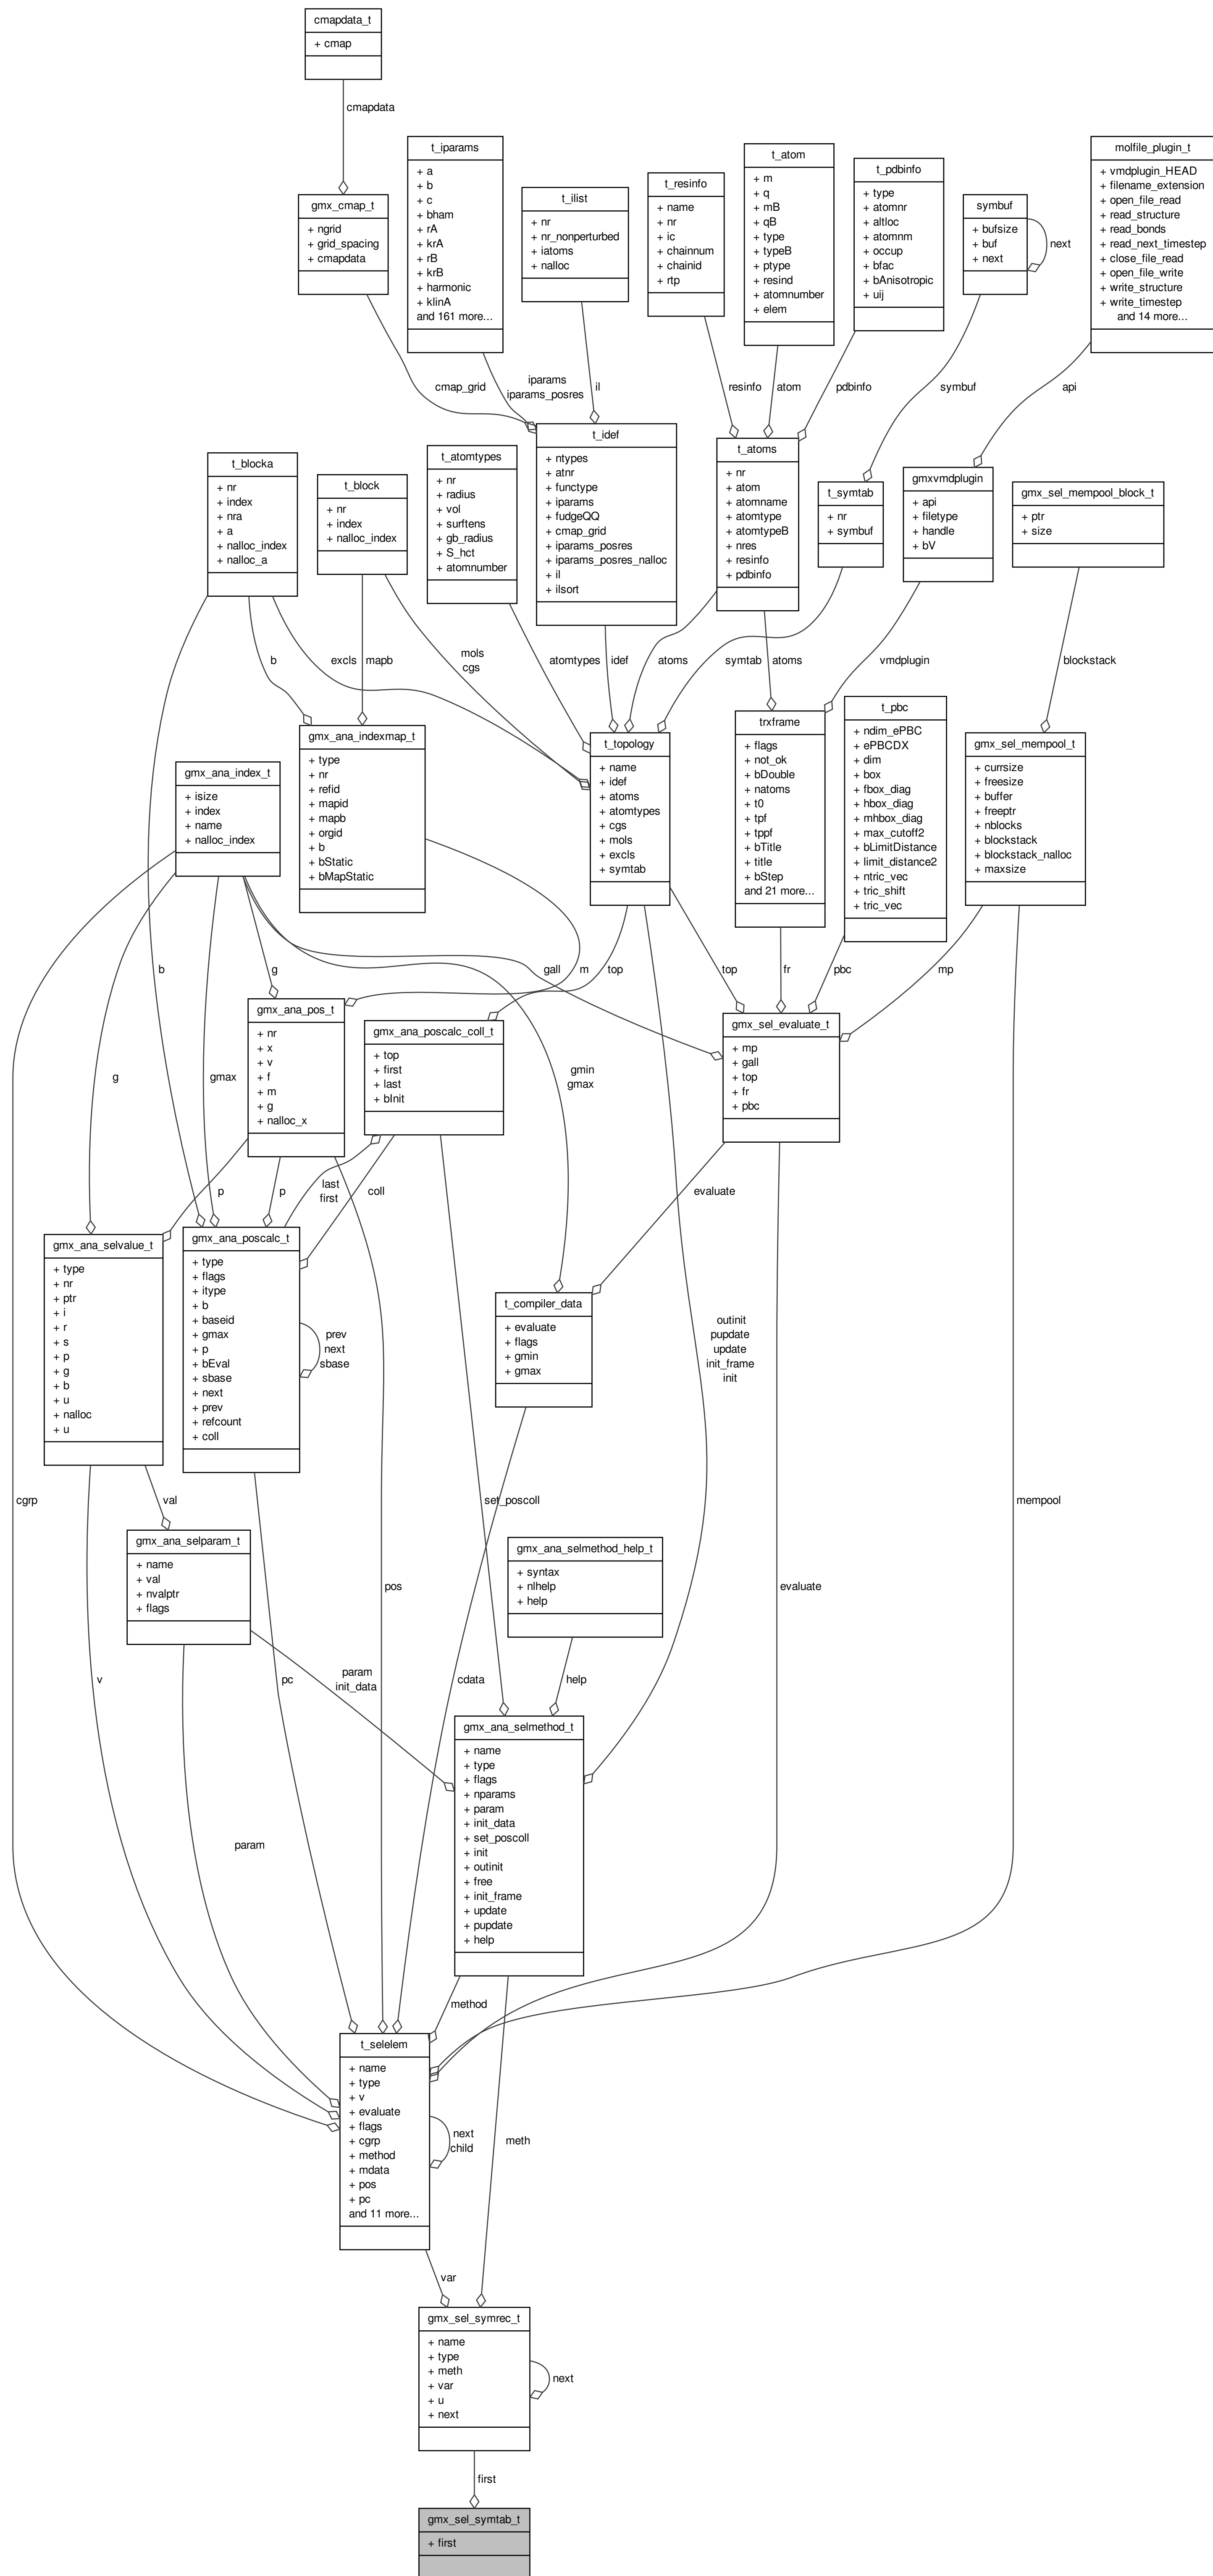 cmapdata_t
+ cmap
cmapdata
t_iparams
+ a
+ b
+ c
+ bham
+ rA
+ krA
+ rB
+ krB
+ harmonic
+ klinA
and 161 more...
t_atom
+ m
+ q
+ mB
+ qB
+ type
+ typeB
+ ptype
+ resind
+ atomnumber
+ elem
molfile_plugin_t
+ vmdplugin_HEAD
+ filename_extension
+ open_file_read
+ read_structure
+ read_bonds
+ read_next_timestep
+ close_file_read
+ open_file_write
+ write_structure
+ write_timestep
and 14 more...
t_pdbinfo
+ type
+ atomnr
+ altloc
+ atomnm
+ occup
+ bfac
+ bAnisotropic
+ uij
t_resinfo
+ name
+ nr
+ ic
+ chainnum
+ chainid
+ rtp
t_ilist
+ nr
+ nr_nonperturbed
+ iatoms
+ nalloc
gmx_cmap_t
+ ngrid
+ grid_spacing
+ cmapdata
symbuf
+ bufsize
+ buf
+ next
next
cmap_grid
iparams
iparams_posres
il
resinfo
atom
pdbinfo
symbuf
api
t_idef
+ ntypes
+ atnr
+ functype
+ iparams
+ fudgeQQ
+ cmap_grid
+ iparams_posres
+ iparams_posres_nalloc
+ il
+ ilsort
t_atoms
+ nr
+ atom
+ atomname
+ atomtype
+ atomtypeB
+ nres
+ resinfo
+ pdbinfo
t_atomtypes
+ nr
+ radius
+ vol
+ surftens
+ gb_radius
+ S_hct
+ atomnumber
t_blocka
+ nr
+ index
+ nra
+ a
+ nalloc_index
+ nalloc_a
t_block
+ nr
+ index
+ nalloc_index
t_symtab
+ nr
+ symbuf
gmxvmdplugin
+ api
+ filetype
+ handle
+ bV
gmx_sel_mempool_block_t
+ ptr
+ size
b
excls
mapb
mols
cgs
atomtypes
idef
atoms
symtab
atoms
vmdplugin
blockstack
gmx_ana_indexmap_t
+ type
+ nr
+ refid
+ mapid
+ mapb
+ orgid
+ b
+ bStatic
+ bMapStatic
t_topology
+ name
+ idef
+ atoms
+ atomtypes
+ cgs
+ mols
+ excls
+ symtab
trxframe
+ flags
+ not_ok
+ bDouble
+ natoms
+ t0
+ tpf
+ tppf
+ bTitle
+ title
+ bStep
and 21 more...
t_pbc
+ ndim_ePBC
+ ePBCDX
+ dim
+ box
+ fbox_diag
+ hbox_diag
+ mhbox_diag
+ max_cutoff2
+ bLimitDistance
+ limit_distance2
+ ntric_vec
+ tric_shift
+ tric_vec
gmx_sel_mempool_t
+ currsize
+ freesize
+ buffer
+ freeptr
+ nblocks
+ blockstack
+ blockstack_nalloc
+ maxsize
gmx_ana_index_t
+ isize
+ index
+ name
+ nalloc_index
b
g
gall
m
top
top
fr
pbc
mp
gmx_ana_pos_t
+ nr
+ x
+ v
+ f
+ m
+ g
+ nalloc_x
gmx_ana_poscalc_coll_t
+ top
+ first
+ last
+ bInit
gmx_sel_evaluate_t
+ mp
+ gall
+ top
+ fr
+ pbc
g
gmax
gmin
gmax
p
p
last
first
coll
evaluate
gmx_ana_selvalue_t
+ type
+ nr
+ ptr
+ i
+ r
+ s
+ p
+ g
+ b
+ u
+ nalloc
+ u
gmx_ana_poscalc_t
+ type
+ flags
+ itype
+ b
+ baseid
+ gmax
+ p
+ bEval
+ sbase
+ next
+ prev
+ refcount
+ coll
prev
next
sbase
t_compiler_data
+ evaluate
+ flags
+ gmin
+ gmax
outinit
pupdate
update
init_frame
init
cgrp
val
set_poscoll
mempool
gmx_ana_selparam_t
+ name
+ val
+ nvalptr
+ flags
gmx_ana_selmethod_help_t
+ syntax
+ nlhelp
+ help
pos
evaluate
v
pc
param
init_data
cdata
help
gmx_ana_selmethod_t
+ name
+ type
+ flags
+ nparams
+ param
+ init_data
+ set_poscoll
+ init
+ outinit
+ free
+ init_frame
+ update
+ pupdate
+ help
param
method
t_selelem
+ name
+ type
+ v
+ evaluate
+ flags
+ cgrp
+ method
+ mdata
+ pos
+ pc
and 11 more...
next
child
meth
var
gmx_sel_symrec_t
+ name
+ type
+ meth
+ var
+ u
+ next
next
first
gmx_sel_symtab_t
+ first